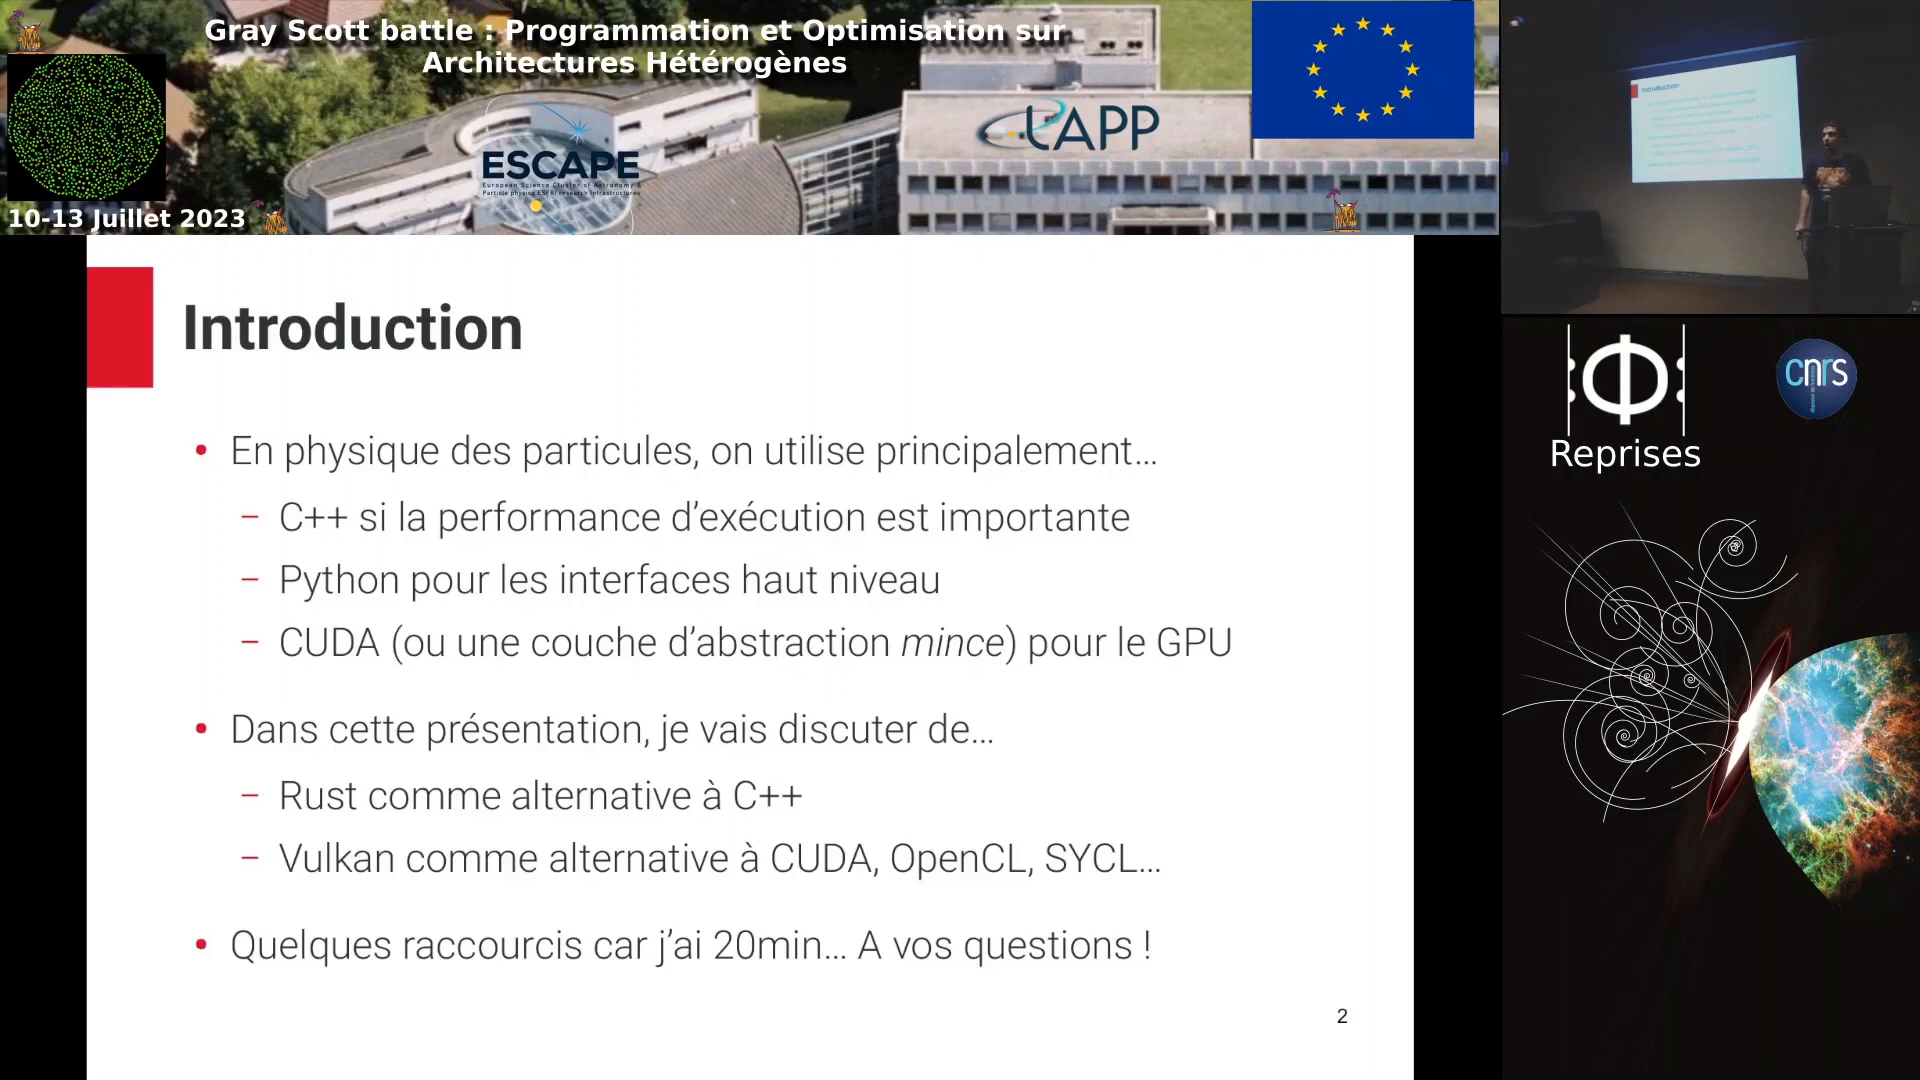 Gray Scott battle : Programmation et Optimisation sur
Architectures Hétérogènes
ESCAPE
European Science Cluster of Astronomy &
Particle physics ESFRI research infrastructures
LAPP
10-13 Juillet 2023
Introduction
Introduction
• En physique des particules, on utilise principalement…
– C++ si la performance d’exécution est importante
– Python pour les interfaces haut niveau
– CUDA (ou une couche d’abstraction mince) pour le GPU
• Dans cette présentation, je vais discuter de…
– Rust comme alternative à C++
– Vulkan comme alternative à CUDA, OpenCL, SYCL…
• Quelques raccourcis car j’ai 20min… A vos questions !
2
Φ
Reprises
cnrs